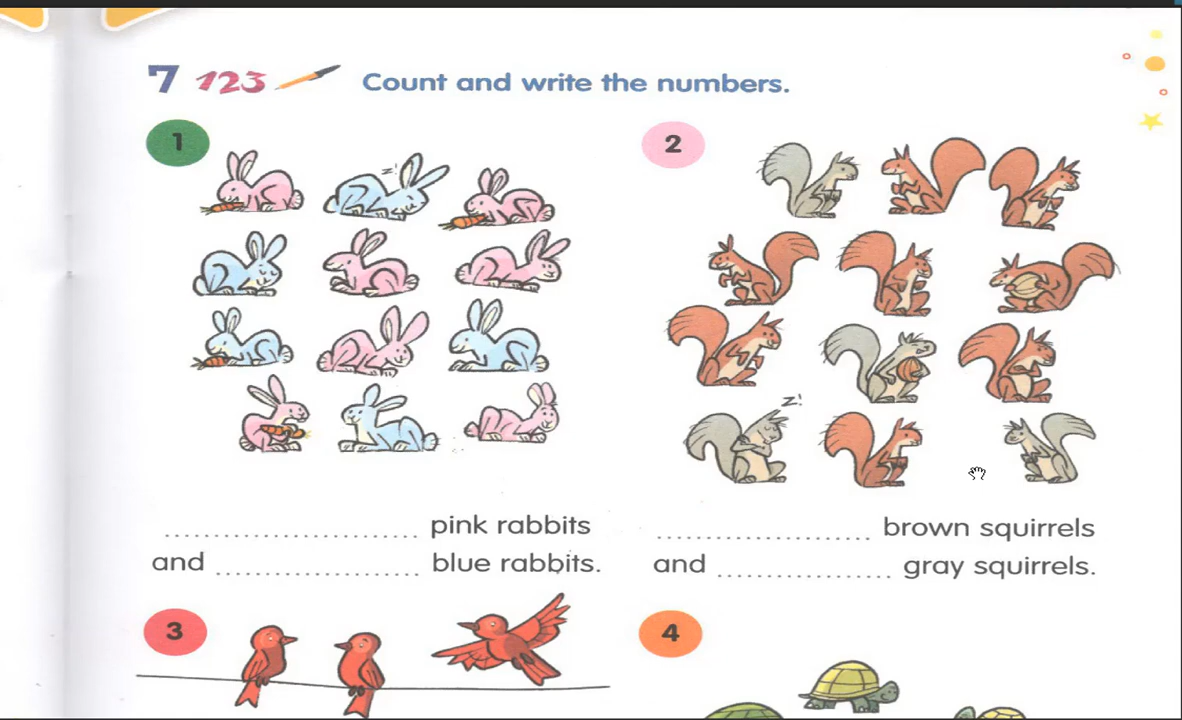 7 123 Count and write the numbers.
1
z!
pink rabbits
and blue rabbits.
2
z!
brown squirrels
and gray squirrels.
3
4